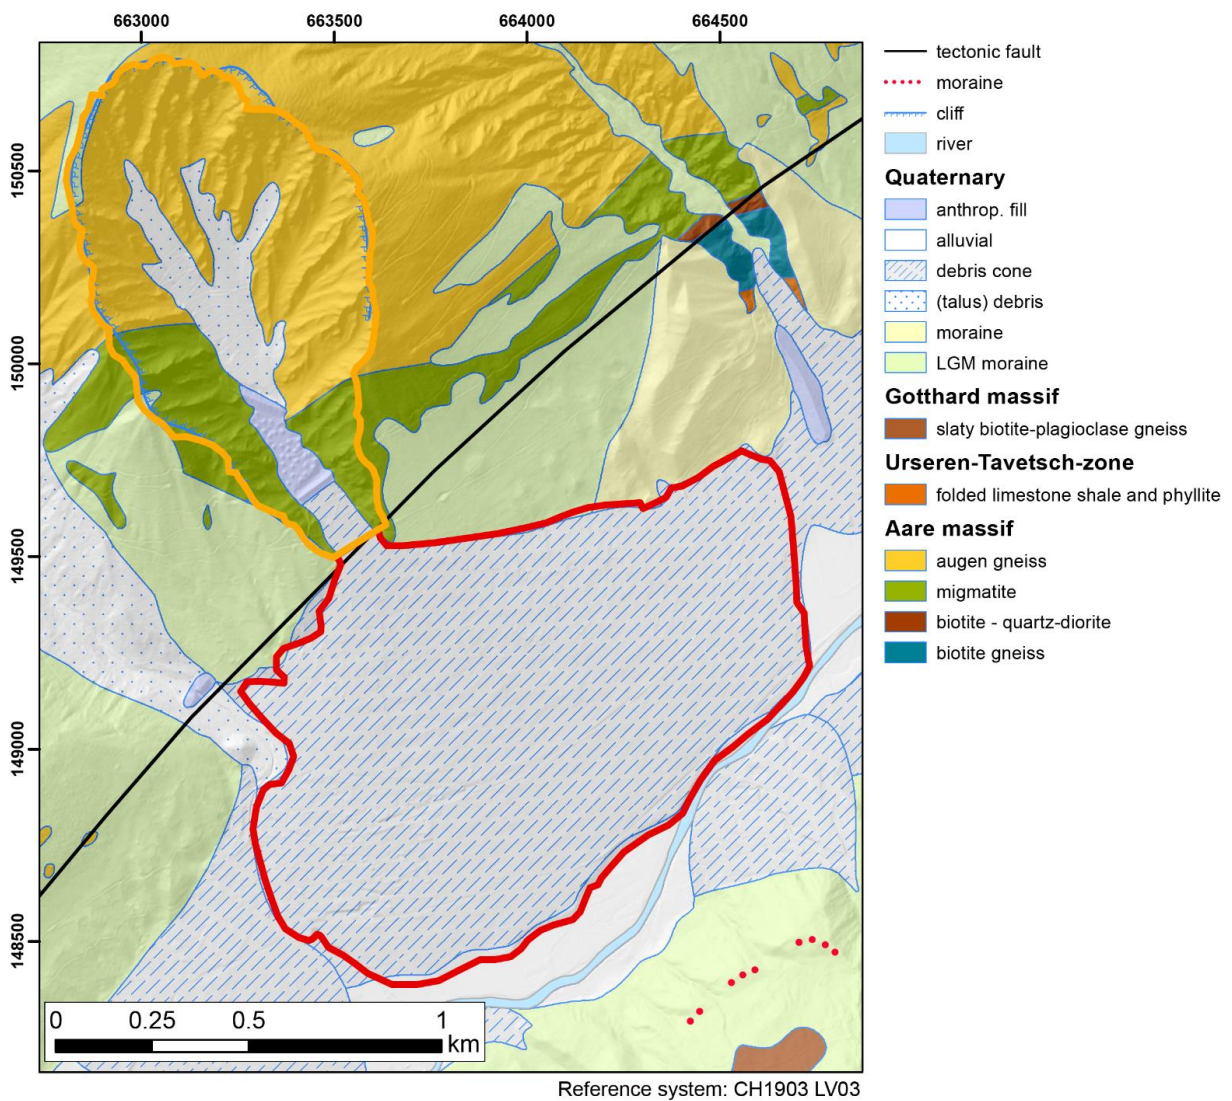 663000 663500 664000 664500
150500
150000
149500
149000
148500
tectonic fault
moraine
cliff
river
Quaternary
anthrop. fill
alluvial
debris cone
(talus) debris
moraine
LGM moraine
Gotthard massif
slaty biotite-plagioclase gneiss
Urseren-Tavetsch-zone
folded limestone shale and phyllite
Aare massif
augen gneiss
migmatite
biotite - quartz-diorite
biotite gneiss
0 0.25 0.5 1
km
Reference system: CH1903 LV03